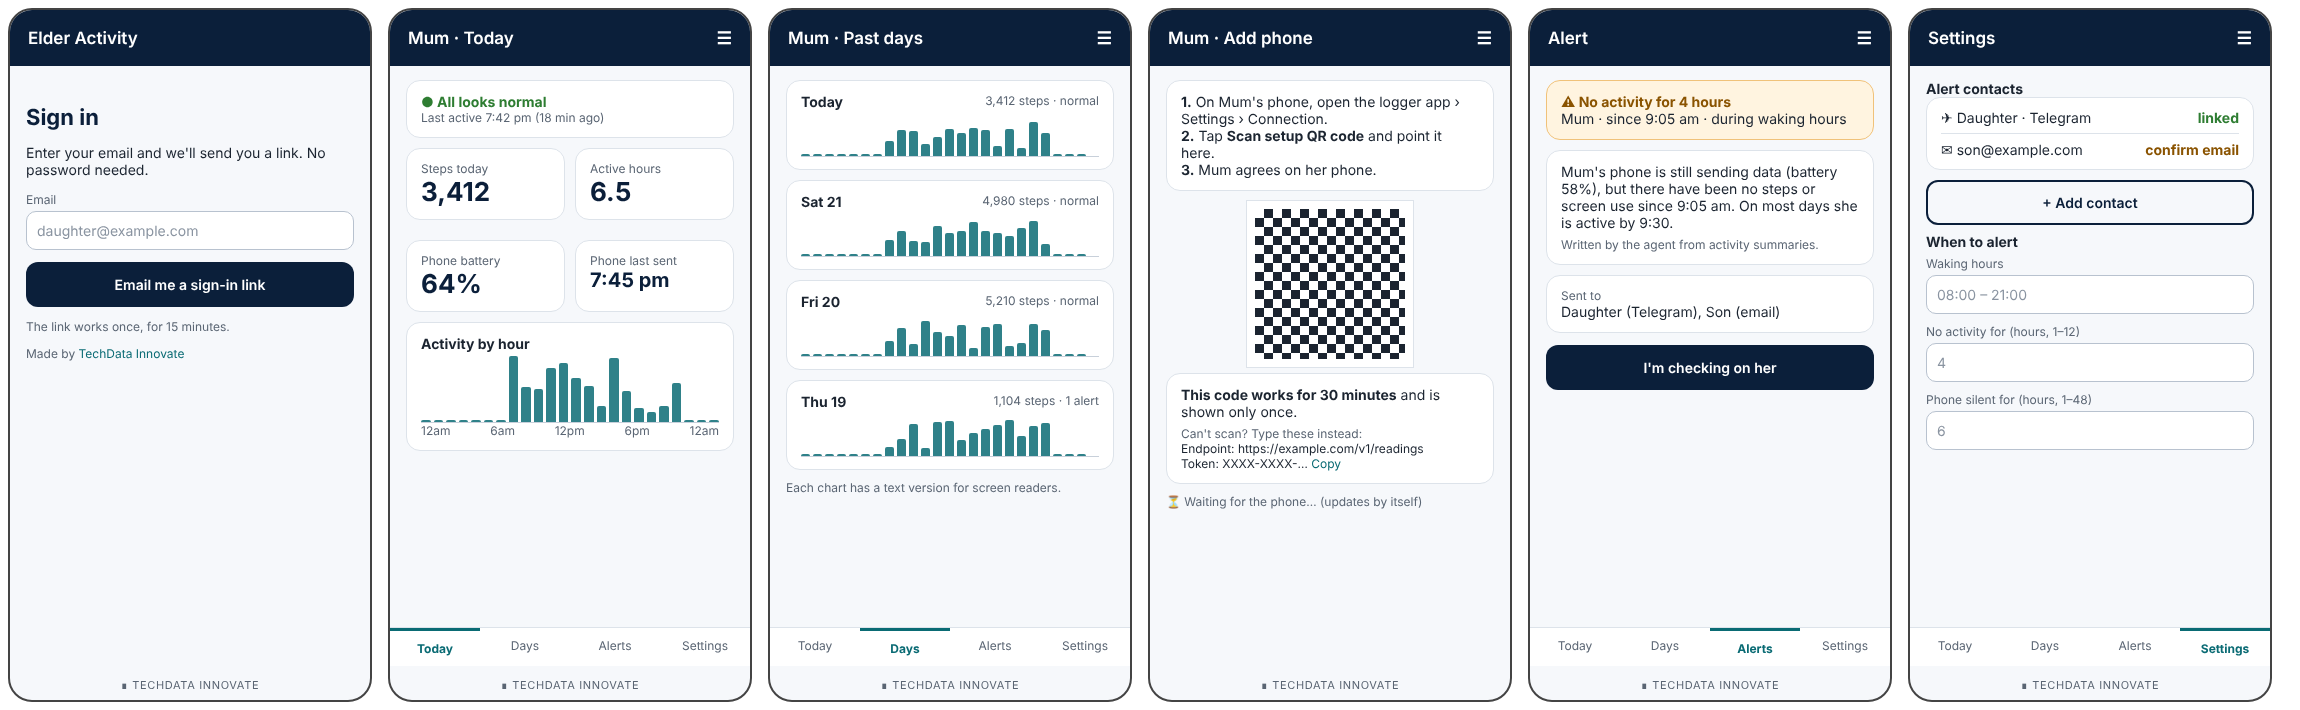 Elder Activity
Sign in
Enter your email and we'll send you a link. No
password needed.
Email
daughter@example.com
Email me a sign-in link
The link works once, for 15 minutes.
Made by TechData Innovate
TECHDATA INNOVATE
Mum · Today
☰
● All looks normal
Last active 7:42 pm (18 min ago)
Steps today
3,412
Active hours
6.5
Phone battery
64%
Phone last sent
7:45 pm
Activity by hour
12am 6am 12pm 6pm 12am
Today Days Alerts Settings
TECHDATA INNOVATE
Mum · Past days
☰
Today 3,412 steps · normal
Sat 21 4,980 steps · normal
Fri 20 5,210 steps · normal
Thu 19 1,104 steps · 1 alert
Each chart has a text version for screen readers.
Today Days Alerts Settings
TECHDATA INNOVATE
Mum · Add phone
☰
1. On Mum's phone, open the logger app ›
Settings › Connection.
2. Tap Scan setup QR code and point it
here.
3. Mum agrees on her phone.
This code works for 30 minutes and is
shown only once.
Can't scan? Type these instead:
Endpoint: https://example.com/v1/readings
Token: XXXX-XXXX-... Copy
⏳ Waiting for the phone... (updates by itself)
TECHDATA INNOVATE
Alert
☰
⚠ No activity for 4 hours
Mum · since 9:05 am · during waking hours
Mum's phone is still sending data (battery
58%), but there have been no steps or
screen use since 9:05 am. On most days she
is active by 9:30.
Written by the agent from activity summaries.
Sent to
Daughter (Telegram), Son (email)
I'm checking on her
Today Days Alerts Settings
TECHDATA INNOVATE
Settings
☰
Alert contacts
✈ Daughter · Telegram linked
✉ son@example.com confirm email
+ Add contact
When to alert
Waking hours
08:00 – 21:00
No activity for (hours, 1–12)
4
Phone silent for (hours, 1–48)
6
Today Days Alerts Settings
TECHDATA INNOVATE